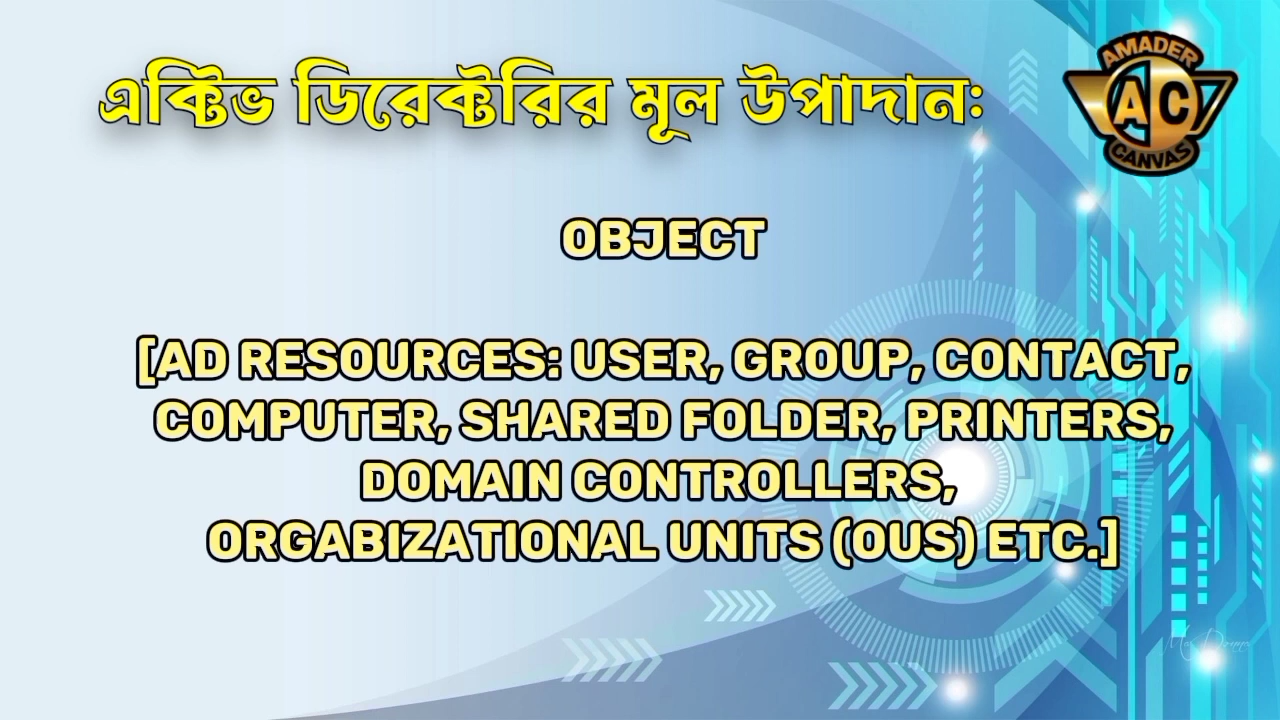 এক্টিভ ডিরেক্টরির মূল উপাদান:
AMADER
AC
CANVAS
OBJECT
[AD RESOURCES: USER, GROUP, CONTACT,
COMPUTER, SHARED FOLDER, PRINTERS,
DOMAIN CONTROLLERS,
ORGABIZATIONAL UNITS (OUS) ETC.]